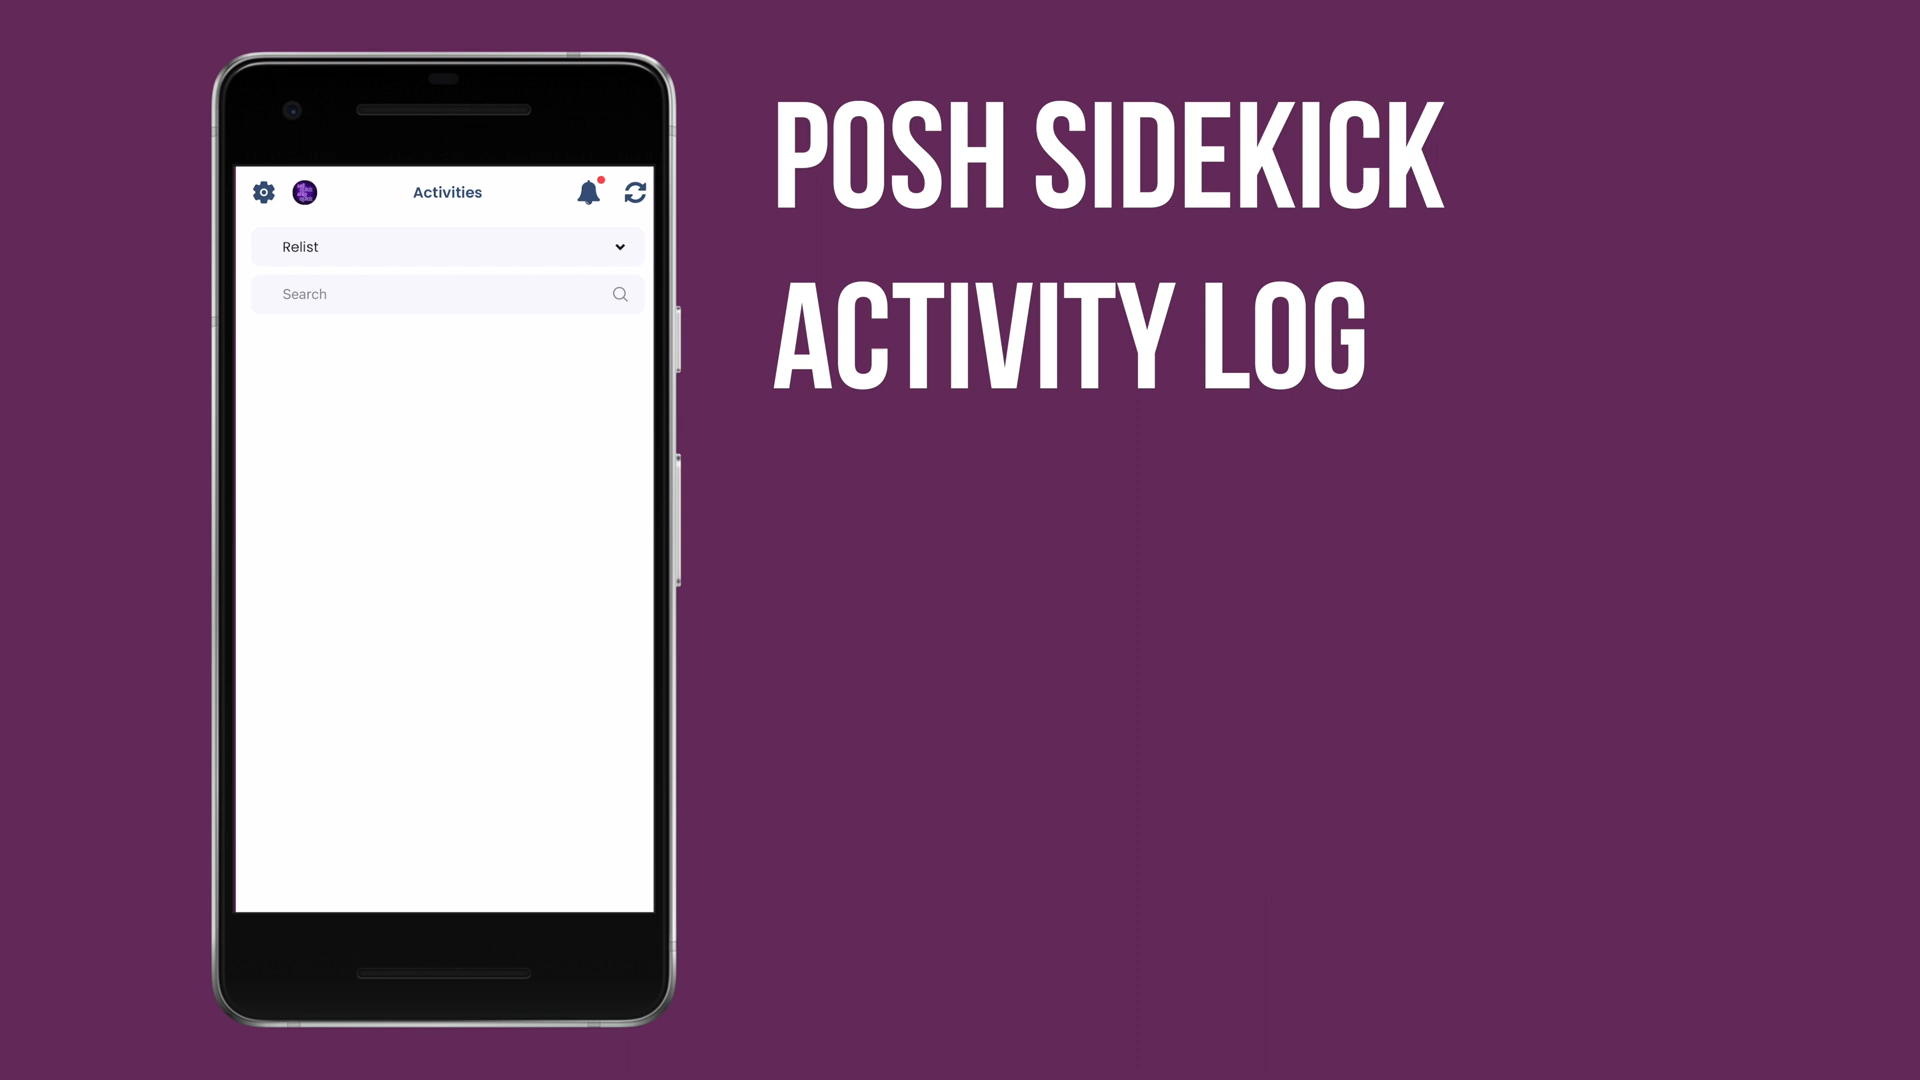 POSH SIDEKICK
ACTIVITY LOG
Activities
Relist
Search